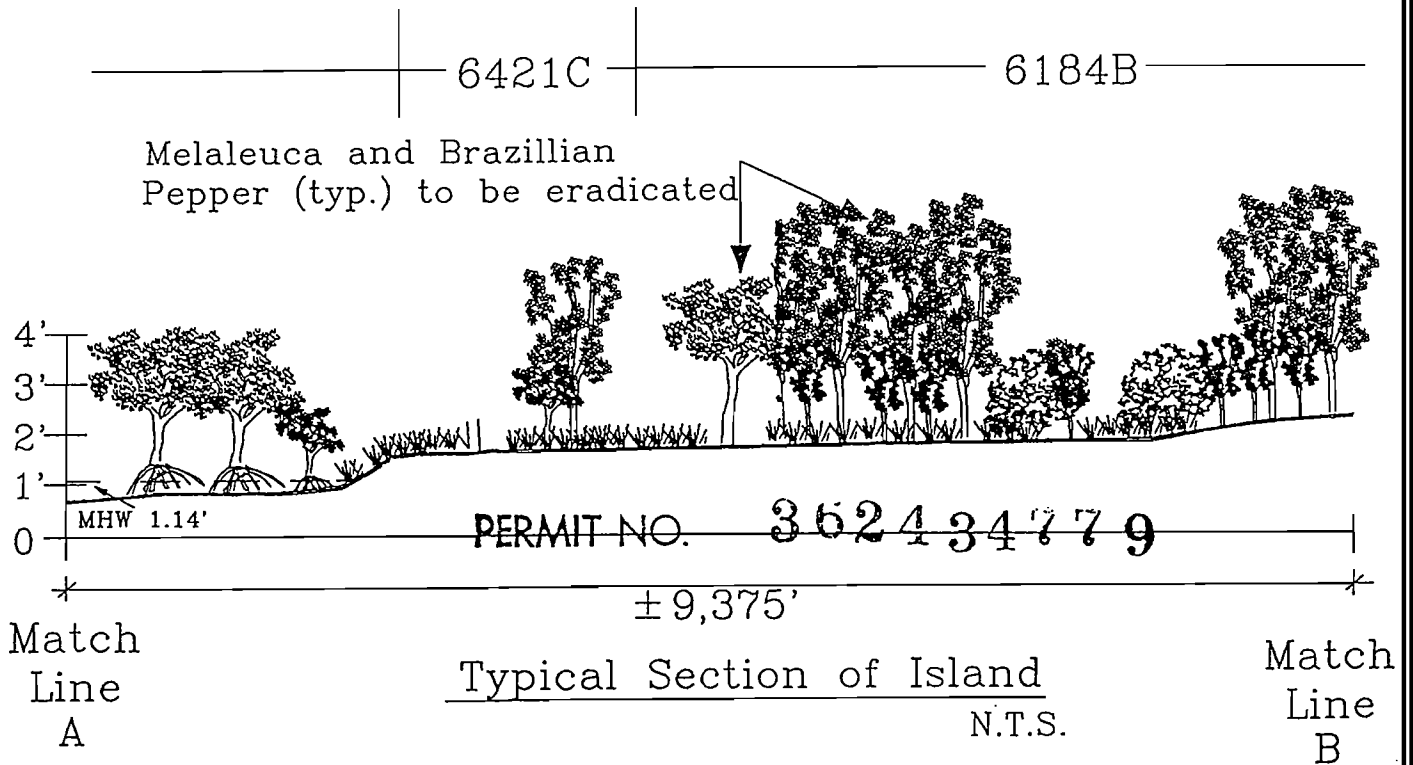 6421C
6184B
Melaleuca and Brazillian
Pepper (typ.) to be eradicated
4'
3'
2'
1'
MHW 1.14'
0
PERMIT NO. 362434779
±9,375'
Match
Line
A
Typical Section of Island
N.T.S.
Match
Line
B